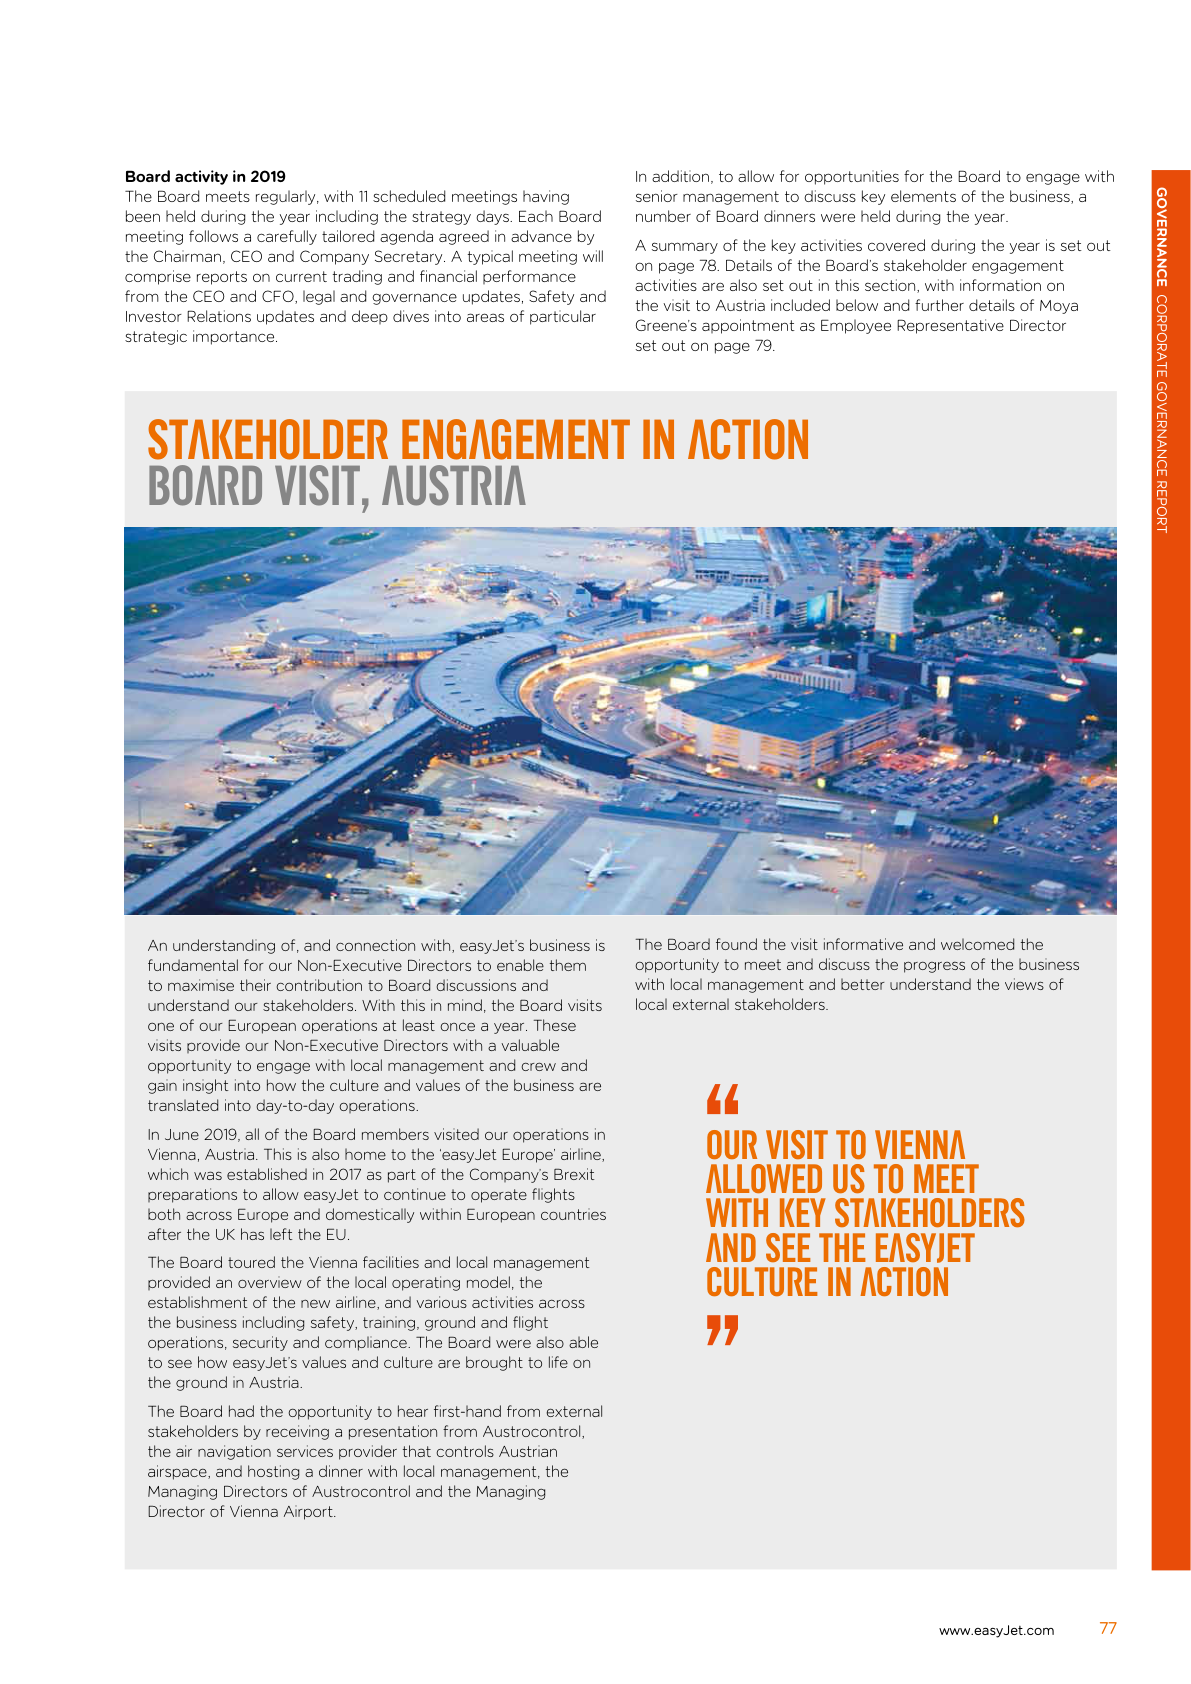 Board activity in 2019
The Board meets regularly, with 11 scheduled meetings having
been held during the year including the strategy days. Each Board
meeting follows a carefully tailored agenda agreed in advance by
the Chairman, CEO and Company Secretary. A typical meeting will
comprise reports on current trading and financial performance
from the CEO and CFO, legal and governance updates, Safety and
Investor Relations updates and deep dives into areas of particular
strategic importance.
In addition, to allow for opportunities for the Board to engage with
senior management to discuss key elements of the business, a
number of Board dinners were held during the year.
A summary of the key activities covered during the year is set out
on page 78. Details of the Board's stakeholder engagement
activities are also set out in this section, with information on
the visit to Austria included below and further details of Moya
Greene's appointment as Employee Representative Director
set out on page 79.
GOVERNANCE CORPORATE GOVERNANCE REPORT
STAKEHOLDER ENGAGEMENT IN ACTION
BOARD VISIT, AUSTRIA
An understanding of, and connection with, easyJet's business is
fundamental for our Non-Executive Directors to enable them
to maximise their contribution to Board discussions and
understand our stakeholders. With this in mind, the Board visits
one of our European operations at least once a year. These
visits provide our Non-Executive Directors with a valuable
opportunity to engage with local management and crew and
gain insight into how the culture and values of the business are
translated into day-to-day operations.
In June 2019, all of the Board members visited our operations in
Vienna, Austria. This is also home to the 'easyJet Europe' airline,
which was established in 2017 as part of the Company's Brexit
preparations to allow easyJet to continue to operate flights
both across Europe and domestically within European countries
after the UK has left the EU.
The Board toured the Vienna facilities and local management
provided an overview of the local operating model, the
establishment of the new airline, and various activities across
the business including safety, training, ground and flight
operations, security and compliance. The Board were also able
to see how easyJet's values and culture are brought to life on
the ground in Austria.
The Board had the opportunity to hear first-hand from external
stakeholders by receiving a presentation from Austrocontrol,
the air navigation services provider that controls Austrian
airspace, and hosting a dinner with local management, the
Managing Directors of Austrocontrol and the Managing
Director of Vienna Airport.
The Board found the visit informative and welcomed the
opportunity to meet and discuss the progress of the business
with local management and better understand the views of
local external stakeholders.
“
OUR VISIT TO VIENNA
ALLOWED US TO MEET
WITH KEY STAKEHOLDERS
AND SEE THE EASYJET
CULTURE IN ACTION
”
www.easyJet.com
77